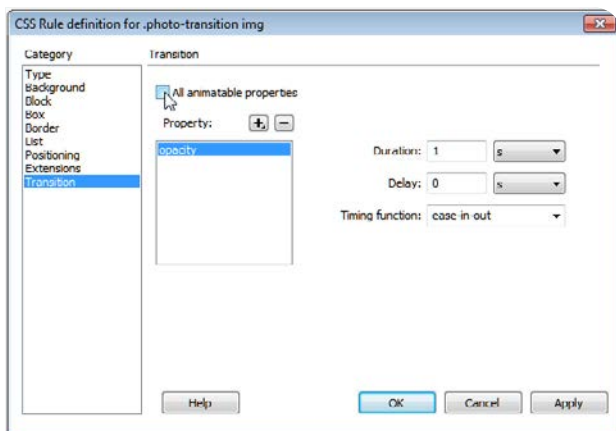 CSS Rule definition for .photo-transition img
Category
Transition
Type
Background
Block
Box
Border
List
Positioning
Extensions
Transition
All animatable properties
Property:
opacity
Duration: 1 s
Delay: 0 s
Timing function: ease-in-out
Help
OK
Cancel
Apply